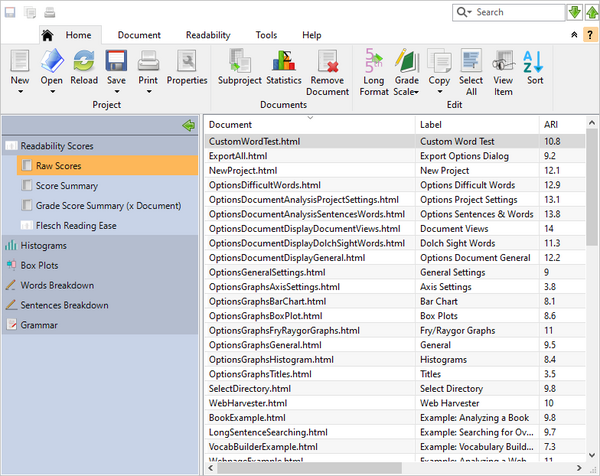 Search
Home Document Readability Tools Help
?
New Open Reload Save Print Properties Subproject Statistics Remove Document Long Format Grade Scale Copy Select All View Item Sort
Project Documents Edit
Readability Scores
Raw Scores
Score Summary
Grade Score Summary (x Document)
Flesch Reading Ease
Histograms
Box Plots
Words Breakdown
Sentences Breakdown
Grammar
Document Label ARI
CustomWordTest.html Custom Word Test 10.8
ExportAll.html Export Options Dialog 9.2
NewProject.html New Project 12.1
OptionsDifficultWords.html Options Difficult Words 12.9
OptionsDocumentAnalysisProjectSettings.html Options Project Settings 13.1
OptionsDocumentAnalysisSentencesWords.html Options Sentences & Words 13.8
OptionsDocumentDisplayDocumentViews.html Document Views 14
OptionsDocumentDisplayDolchSightWords.html Dolch Sight Words 11.3
OptionsDocumentDisplayGeneral.html Options Document General 12.2
OptionsGeneralSettings.html General Settings 9
OptionsGraphsAxisSettings.html Axis Settings 3.8
OptionsGraphsBarChart.html Bar Chart 8.1
OptionsGraphsBoxPlot.html Box Plots 8.6
OptionsGraphsFryRaygorGraphs.html Fry/Raygor Graphs 11
OptionsGraphsGeneral.html General 9.5
OptionsGraphsHistogram.html Histograms 8.4
OptionsGraphsTitles.html Titles 3.5
SelectDirectory.html Select Directory 9.8
WebHarvester.html Web Harvester 10
BookExample.html Example: Analyzing a Book 9.8
LongSentenceSearching.html Example: Searching for Ov... 9.7
VocabBuilderExample.html Example: Vocabulary Build... 7.3
WebpageExample.html Example: Analyzing a Web... 11